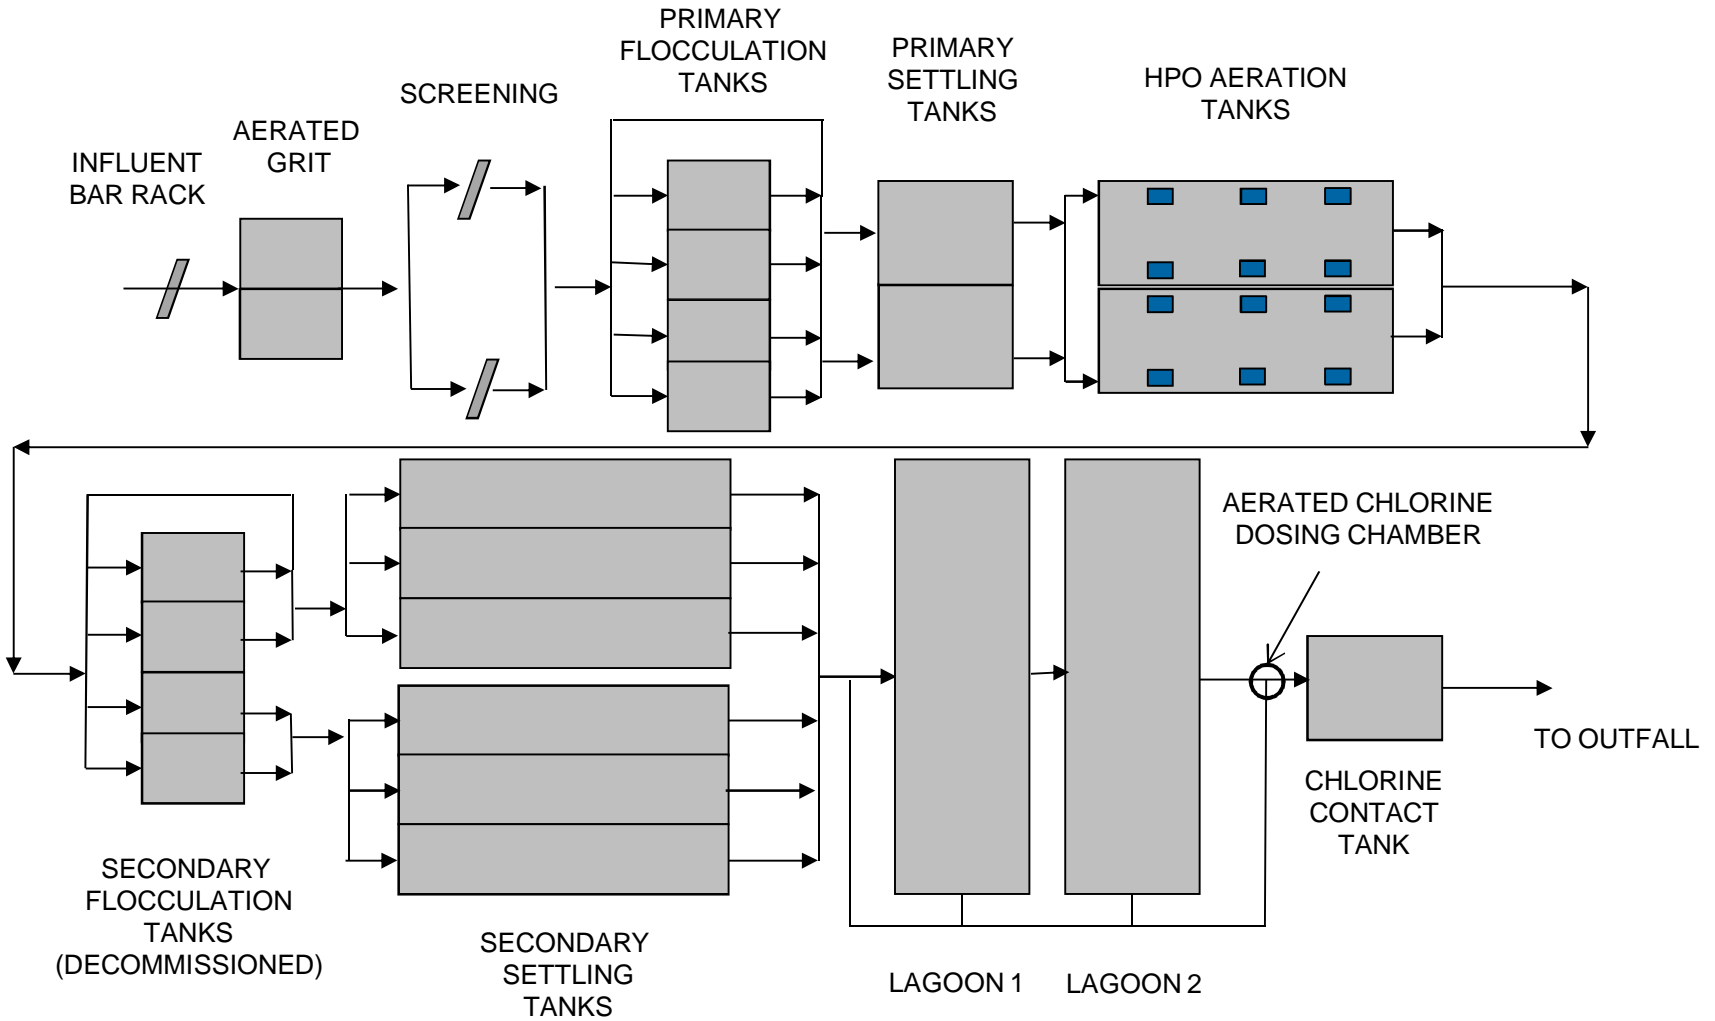 PRIMARY
FLOCCULATION
TANKS
PRIMARY
SETTLING
TANKS
HPO AERATION
TANKS
SCREENING
AERATED
GRIT
INFLUENT
BAR RACK
AERATED CHLORINE
DOSING CHAMBER
TO OUTFALL
CHLORINE
CONTACT
TANK
SECONDARY
FLOCCULATION
TANKS
(DECOMMISSIONED)
SECONDARY
SETTLING
TANKS
LAGOON 1
LAGOON 2